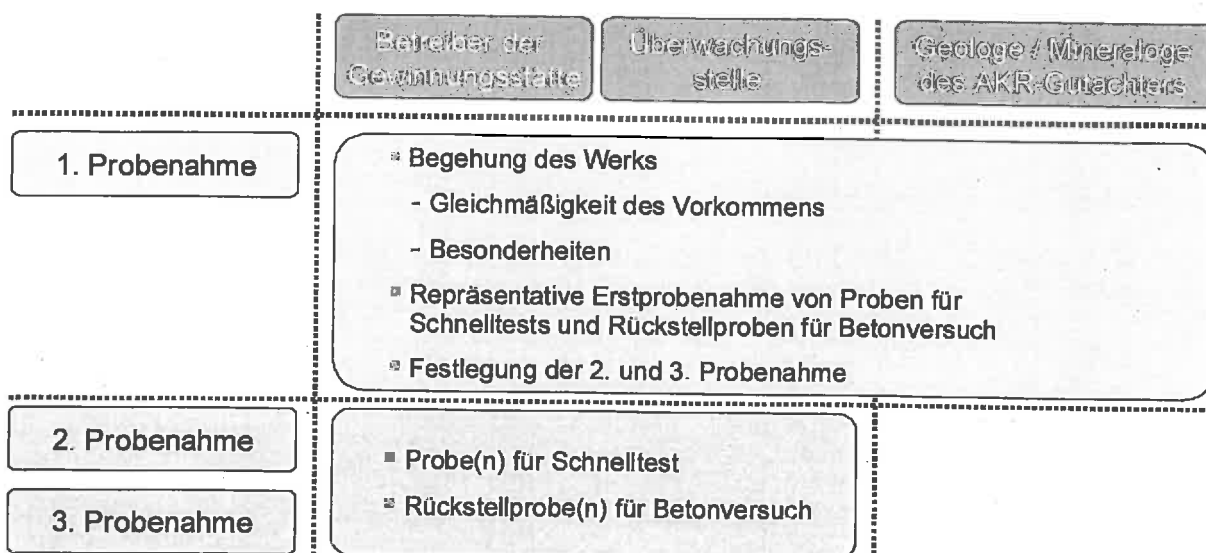 Betreiber der
Gewinnungsstätte
Überwachungs-
stelle
Geologe / Mineraloge
des AKR-Gutachters
1. Probenahme
Begehung des Werks
- Gleichmäßigkeit des Vorkommens
- Besonderheiten
Repräsentative Erstprobenahme von Proben für
Schnelltests und Rückstellproben für Betonversuch
Festlegung der 2. und 3. Probenahme
2. Probenahme
3. Probenahme
Probe(n) für Schnelltest
Rückstellprobe(n) für Betonversuch